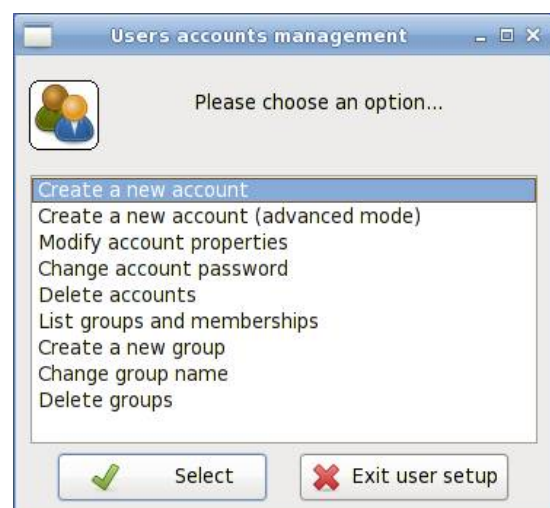 Users accounts management
Please choose an option...
Create a new account
Create a new account (advanced mode)
Modify account properties
Change account password
Delete accounts
List groups and memberships
Create a new group
Change group name
Delete groups
Select
Exit user setup